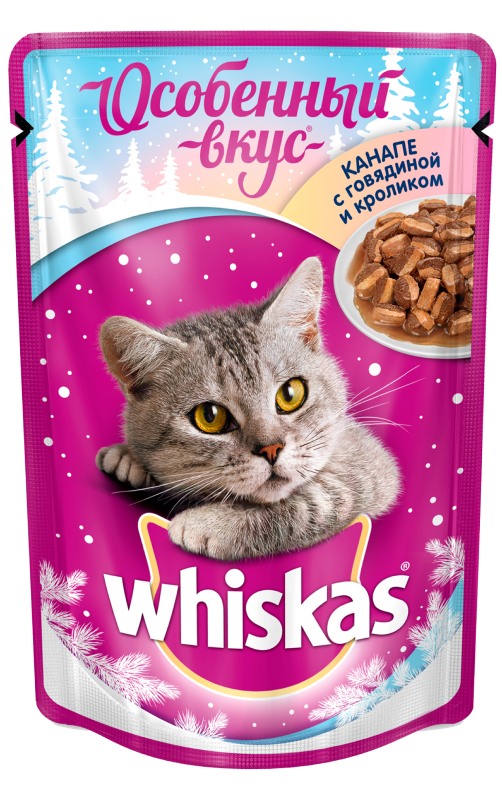 Особенный
вкус®
КАНАПЕ
с говядиной
и кроликом
whiskas®